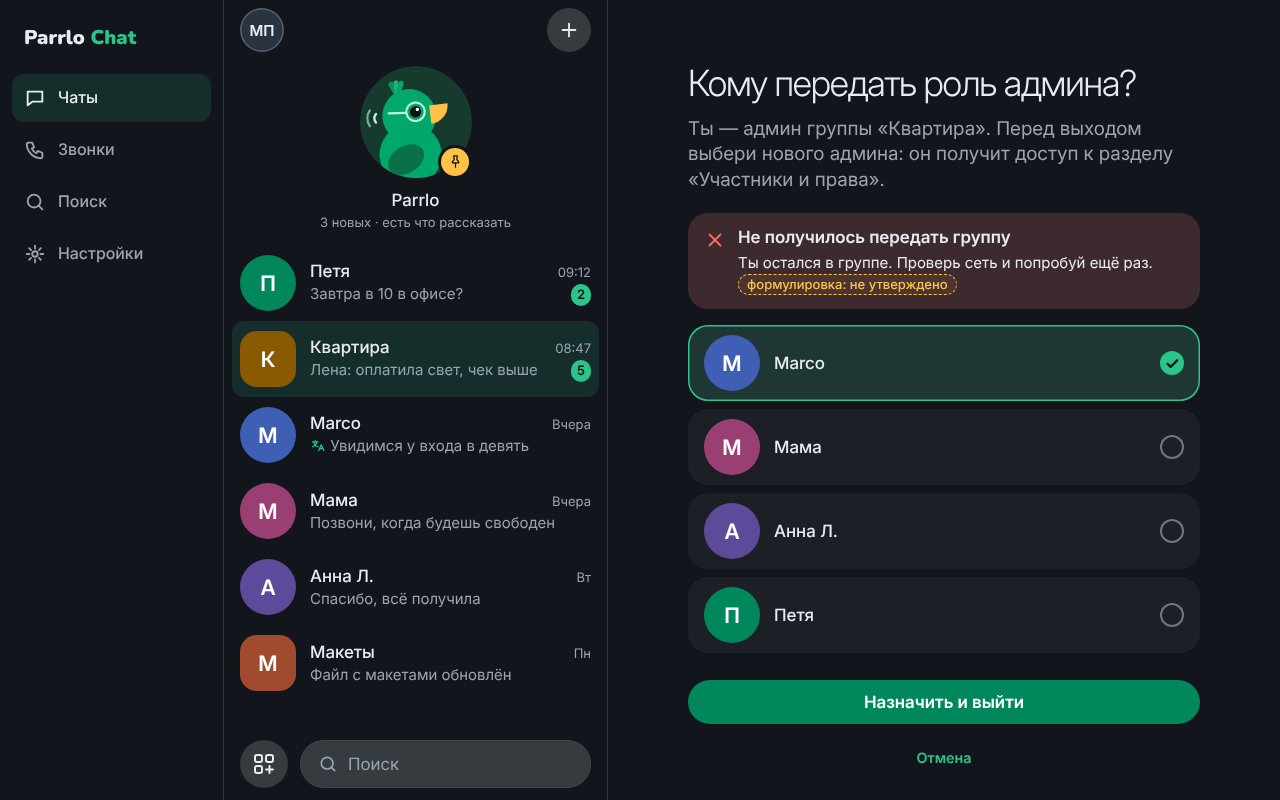 Parrlo Chat
Чаты
Звонки
Поиск
Настройки
МП
Parrlo
3 новых · есть что рассказать
П
Петя
09:12
Завтра в 10 в офисе?
2
К
Квартира
08:47
Лена: оплатила свет, чек выше
5
М
Marco
Вчера
Увидимся у входа в девять
М
Мама
Вчера
Позвони, когда будешь свободен
А
Анна Л.
Вт
Спасибо, всё получила
М
Макеты
Пн
Файл с макетами обновлён
Поиск
Кому передать роль админа?
Ты — админ группы «Квартира». Перед выходом
выбери нового админа: он получит доступ к разделу
«Участники и права».
Не получилось передать группу
Ты остался в группе. Проверь сеть и попробуй ещё раз.
формулировка: не утверждено
М
Marco
М
Мама
А
Анна Л.
П
Петя
Назначить и выйти
Отмена